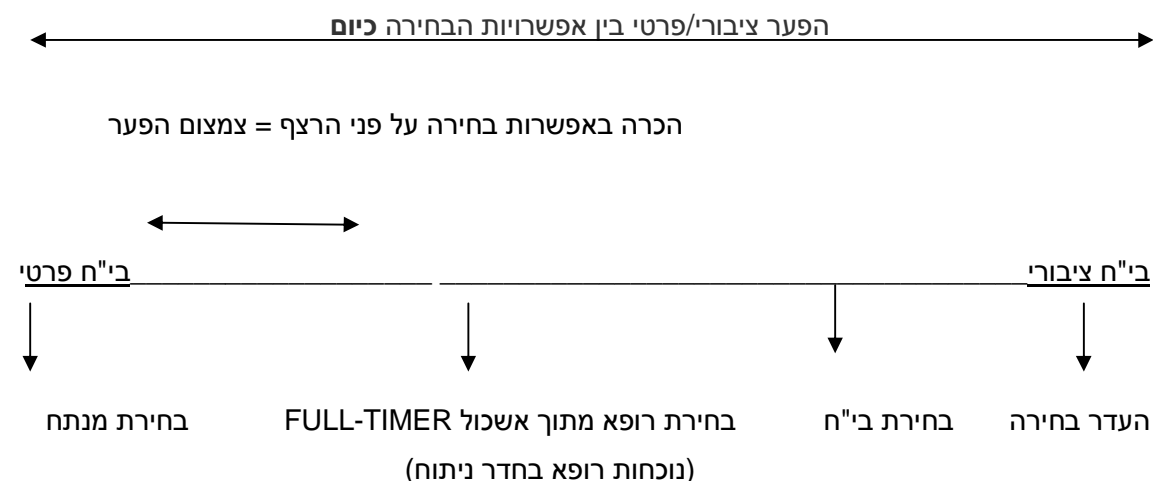 הפער ציבורי/פרטי בין אפשרויות הבחירה כיום
הכרה באפשרות בחירה על פני הרצף = צמצום הפער
בי"ח ציבורי בי"ח פרטי
העדר בחירה בחירת בי"ח בחירת רופא מתוך אשכול FULL-TIMER בחירת מנתח
(נוכחות רופא בחדר ניתוח)